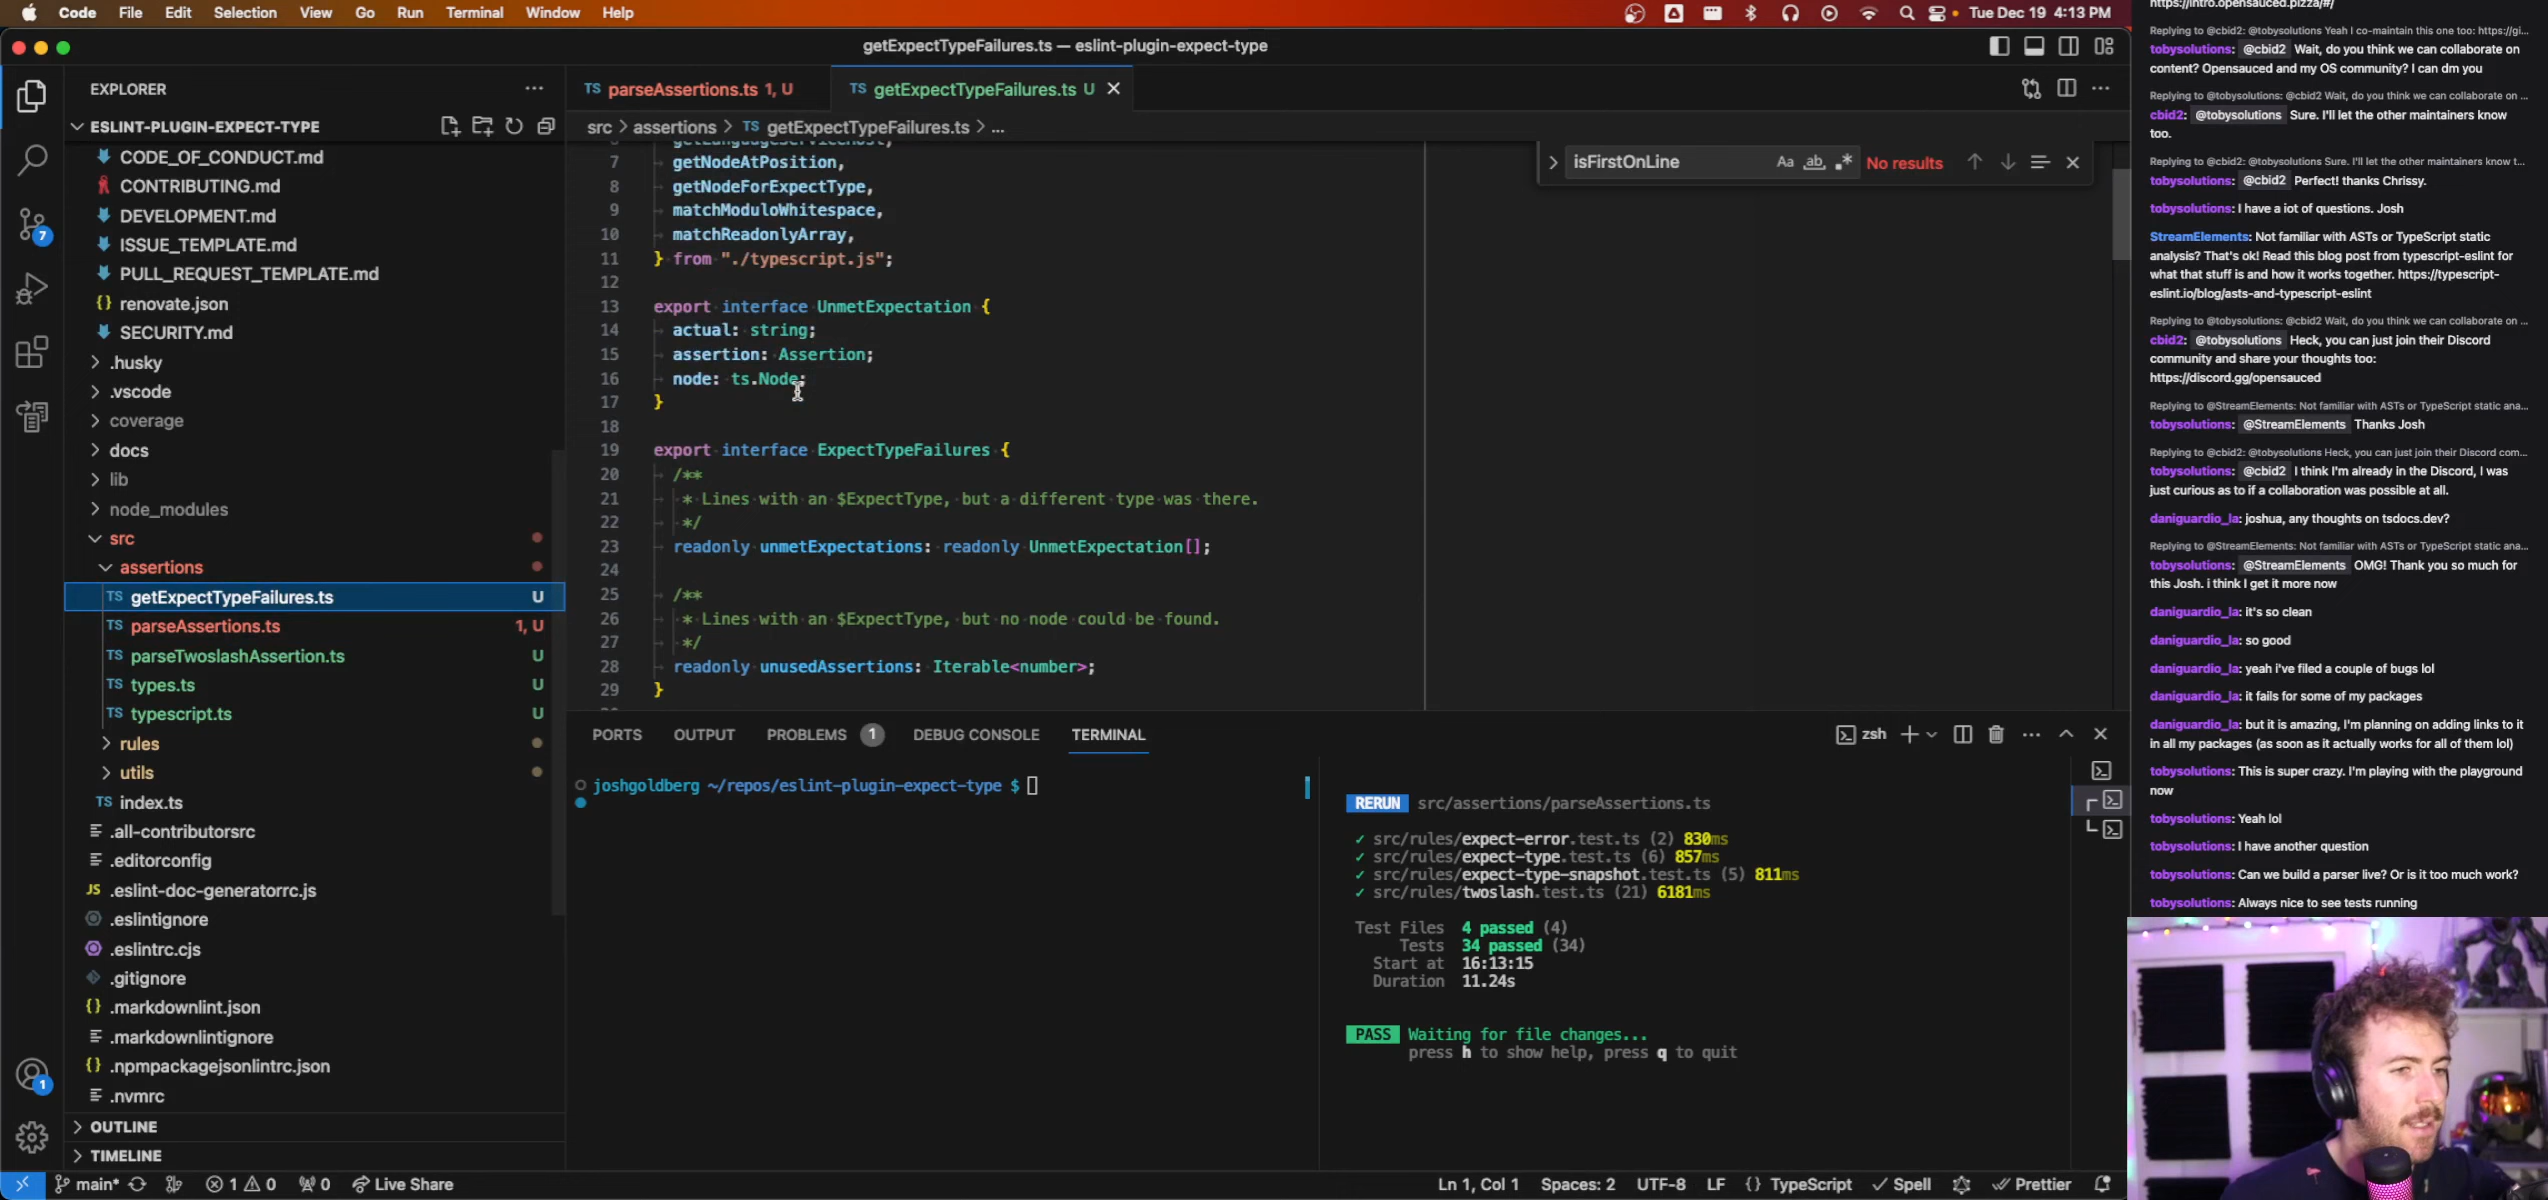 Code File Edit Selection View Go Run Terminal Window Help
Tue Dec 19 4:13 PM
getExpectTypeFailures.ts — eslint-plugin-expect-type
EXPLORER
ESLINT-PLUGIN-EXPECT-TYPE
CODE_OF_CONDUCT.md
CONTRIBUTING.md
DEVELOPMENT.md
ISSUE_TEMPLATE.md
PULL_REQUEST_TEMPLATE.md
{} renovate.json
SECURITY.md
.husky
.vscode
coverage
docs
lib
node_modules
src
assertions
TS getExpectTypeFailures.ts U
TS parseAssertions.ts 1, U
TS parseTwoslashAssertion.ts U
TS types.ts U
TS typescript.ts U
rules
utils
TS index.ts
.all-contributorsrc
.editorconfig
JS .eslint-doc-generatorrc.js
.eslintignore
.eslintrc.cjs
.gitignore
{} .markdownlint.json
.markdownlintignore
{} .npmpackagejsonlintrc.json
.nvmrc
OUTLINE
TIMELINE
7
1
TS parseAssertions.ts 1, U
TS getExpectTypeFailures.ts U
src > assertions > TS getExpectTypeFailures.ts > ...
isFirstOnLine Aa ab No results
getLanguageServiceHost,
7 getNodeAtPosition,
8 getNodeForExpectType,
9 matchModuloWhitespace,
10 matchReadonlyArray,
11 } from "./typescript.js";
12
13 export interface UnmetExpectation {
14 actual: string;
15 assertion: Assertion;
16 node: ts.Node;
17 }
18
19 export interface ExpectTypeFailures {
20 /**
21 * Lines with an $ExpectType, but a different type was there.
22 */
23 readonly unmetExpectations: readonly UnmetExpectation[];
24
25 /**
26 * Lines with an $ExpectType, but no node could be found.
27 */
28 readonly unusedAssertions: Iterable<number>;
29 }
PORTS OUTPUT PROBLEMS 1 DEBUG CONSOLE TERMINAL
zsh
joshgoldberg ~/repos/eslint-plugin-expect-type $
RERUN src/assertions/parseAssertions.ts
✓ src/rules/expect-error.test.ts (2) 830ms
✓ src/rules/expect-type.test.ts (6) 857ms
✓ src/rules/expect-type-snapshot.test.ts (5) 811ms
✓ src/rules/twoslash.test.ts (21) 6181ms
Test Files 4 passed (4)
Tests 34 passed (34)
Start at 16:13:15
Duration 11.24s
PASS Waiting for file changes...
press h to show help, press q to quit
main* 1 0 0 Live Share
Ln 1, Col 1 Spaces: 2 UTF-8 LF {} TypeScript Spell Prettier
https://intro.opensauced.pizza/#/
Replying to @cbid2: @tobysolutions Yeah I co-maintain this one too: https://gi...
tobysolutions: @cbid2 Wait, do you think we can collaborate on
content? Opensauced and my OS community? I can dm you
Replying to @tobysolutions: @cbid2 Wait, do you think we can collaborate on ...
cbid2: @tobysolutions Sure. I'll let the other maintainers know
too.
Replying to @cbid2: @tobysolutions Sure. I'll let the other maintainers know t...
tobysolutions: @cbid2 Perfect! thanks Chrissy.
tobysolutions: I have a lot of questions. Josh
StreamElements: Not familiar with ASTs or TypeScript static
analysis? That's ok! Read this blog post from typescript-eslint for
what that stuff is and how it works together. https://typescript-
eslint.io/blog/asts-and-typescript-eslint
Replying to @tobysolutions: @cbid2 Wait, do you think we can collaborate on ...
cbid2: @tobysolutions Heck, you can just join their Discord
community and share your thoughts too:
https://discord.gg/opensauced
Replying to @StreamElements: Not familiar with ASTs or TypeScript static ana...
tobysolutions: @StreamElements Thanks Josh
Replying to @cbid2: @tobysolutions Heck, you can just join their Discord com...
tobysolutions: @cbid2 I think I'm already in the Discord, I was
just curious as to if a collaboration was possible at all.
daniguardio_la: joshua, any thoughts on tsdocs.dev?
Replying to @StreamElements: Not familiar with ASTs or TypeScript static ana...
tobysolutions: @StreamElements OMG! Thank you so much for
this Josh. i think I get it more now
daniguardio_la: it's so clean
daniguardio_la: so good
daniguardio_la: yeah i've filed a couple of bugs lol
daniguardio_la: it fails for some of my packages
daniguardio_la: but it is amazing, I'm planning on adding links to it
in all my packages (as soon as it actually works for all of them lol)
tobysolutions: This is super crazy. I'm playing with the playground
now
tobysolutions: Yeah lol
tobysolutions: I have another question
tobysolutions: Can we build a parser live? Or is it too much work?
tobysolutions: Always nice to see tests running